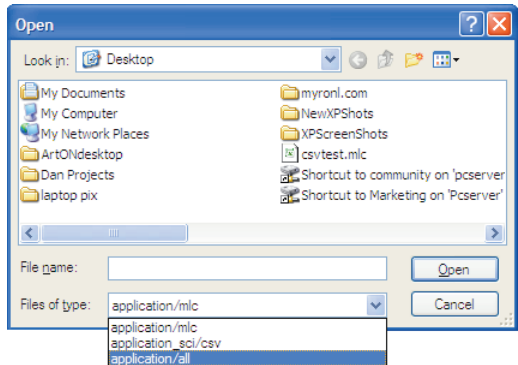 Open
Look in: Desktop
My Documents
My Computer
My Network Places
ArtONdesktop
Dan Projects
laptop pix
myronl.com
NewXPShots
XPScreenShots
csvtest.mlc
Shortcut to community on 'pcserver
Shortcut to Marketing on 'Pcserver'
File name:
Open
Files of type: application/mlc
Cancel
application/mlc
application_sci/csv
application/all